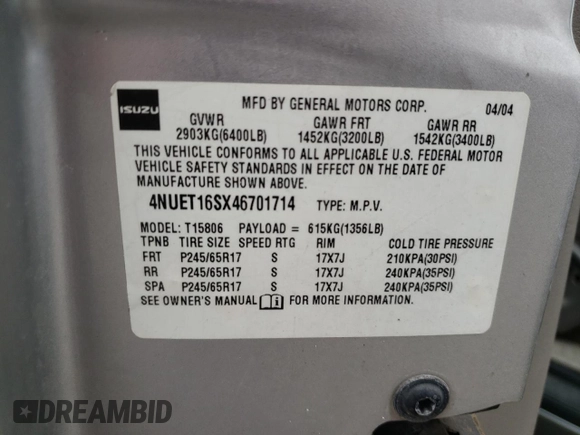 ISUZU
MFD BY GENERAL MOTORS CORP. 04/04
GVWR GAWR FRT GAWR RR
2903KG(6400LB) 1452KG(3200LB) 1542KG(3400LB)
THIS VEHICLE CONFORMS TO ALL APPLICABLE U.S. FEDERAL MOTOR
VEHICLE SAFETY STANDARDS IN EFFECT ON THE DATE OF
MANUFACTURE SHOWN ABOVE.
4NUET16SX46701714 TYPE: M.P.V.
MODEL: T15806 PAYLOAD = 615KG(1356LB)
TPNB TIRE SIZE SPEED RTG RIM COLD TIRE PRESSURE
FRT P245/65R17 S 17X7J 210KPA(30PSI)
RR P245/65R17 S 17X7J 240KPA(35PSI)
SPA P245/65R17 S 17X7J 240KPA(35PSI)
SEE OWNER'S MANUAL i FOR MORE INFORMATION.
DREAMBID